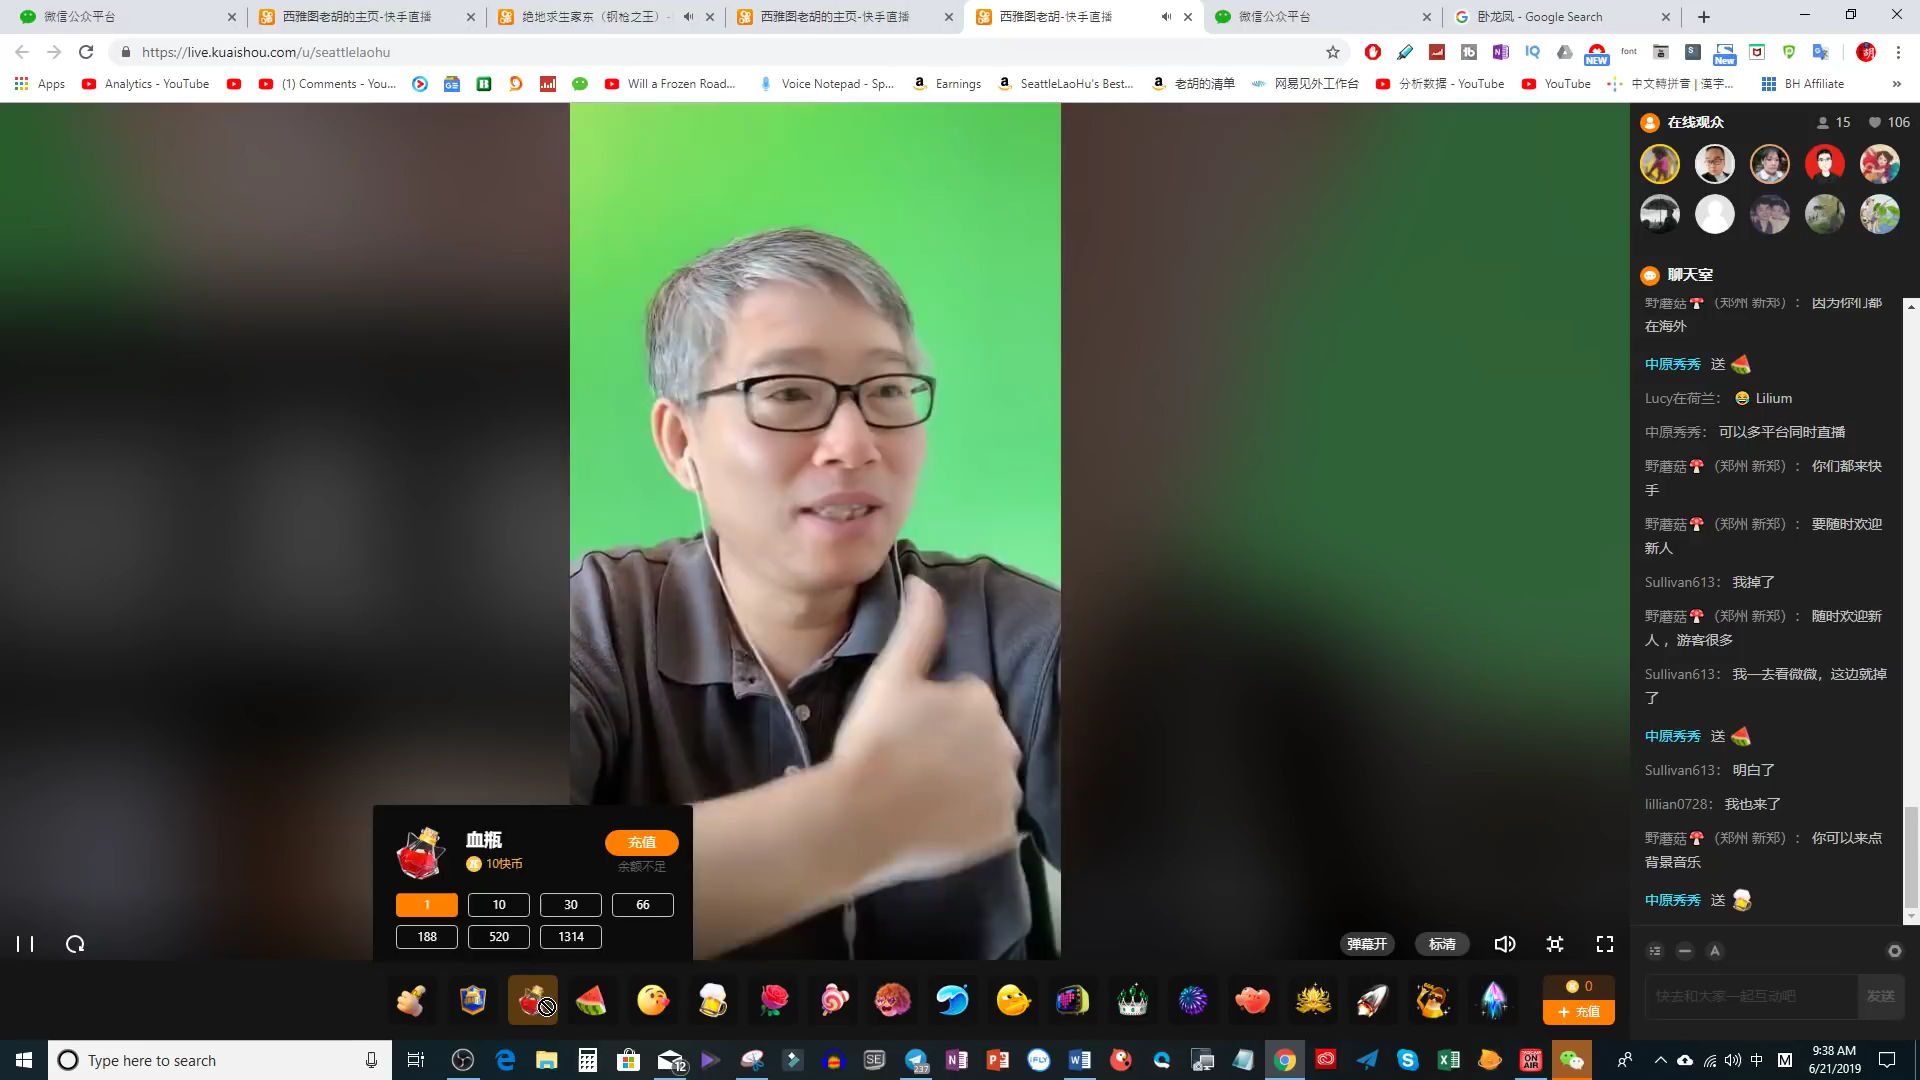 微信公众平台
西雅图老胡的主页-快手直播
绝地求生家东（钢枪之王）-
西雅图老胡的主页-快手直播
西雅图老胡-快手直播
微信公众平台
卧龙凤 - Google Search
https://live.kuaishou.com/u/seattlelaohu
NEW
font
New
Apps
Analytics - YouTube
(1) Comments - You...
Will a Frozen Road...
Voice Notepad - Sp...
Earnings
SeattleLaoHu's Best...
老胡的清单
网易见外工作台
分析数据 - YouTube
YouTube
中文轉拼音 | 漢字...
BH Affiliate
在线观众
15
106
聊天室
野蘑菇🍄（郑州 新郑）： 因为你们都
在海外
中原秀秀 送 🍉
Lucy在荷兰： 😄 Lilium
中原秀秀： 可以多平台同时直播
野蘑菇🍄（郑州 新郑）： 你们都来快
手
野蘑菇🍄（郑州 新郑）： 要随时欢迎
新人
Sullivan613： 我掉了
野蘑菇🍄（郑州 新郑）： 随时欢迎新
人，游客很多
Sullivan613： 我一去看微微，这边就掉
了
中原秀秀 送 🍉
Sullivan613： 明白了
lillian0728： 我也来了
野蘑菇🍄（郑州 新郑）： 你可以来点
背景音乐
中原秀秀 送 🍺
血瓶
10快币
充值
余额不足
1
10
30
66
188
520
1314
弹幕开
标清
0
+ 充值
快去和大家一起互动吧
发送
Type here to search
12
SE
237
iFLY
ON AIR
中
M
9:38 AM
6/21/2019